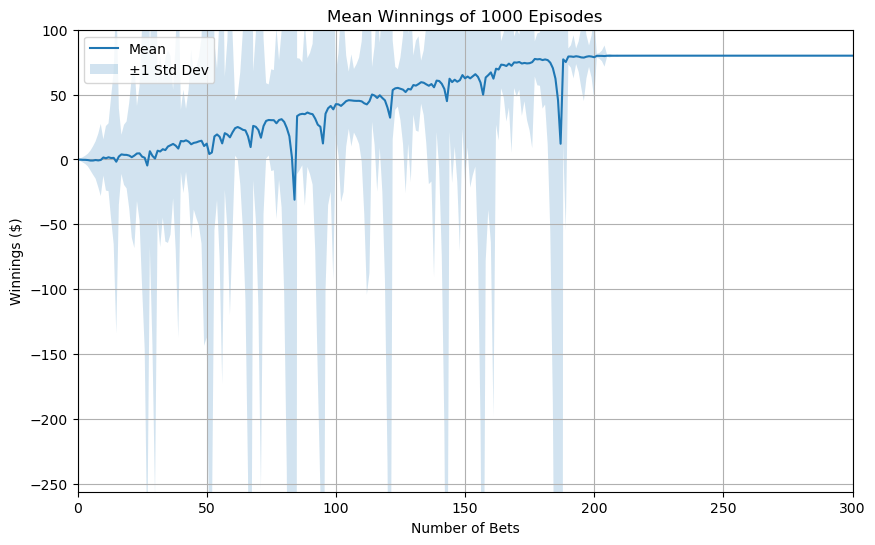 Mean Winnings of 1000 Episodes
Mean
±1 Std Dev
Winnings ($)
100
50
0
−50
−100
−150
−200
−250
0 50 100 150 200 250 300
Number of Bets